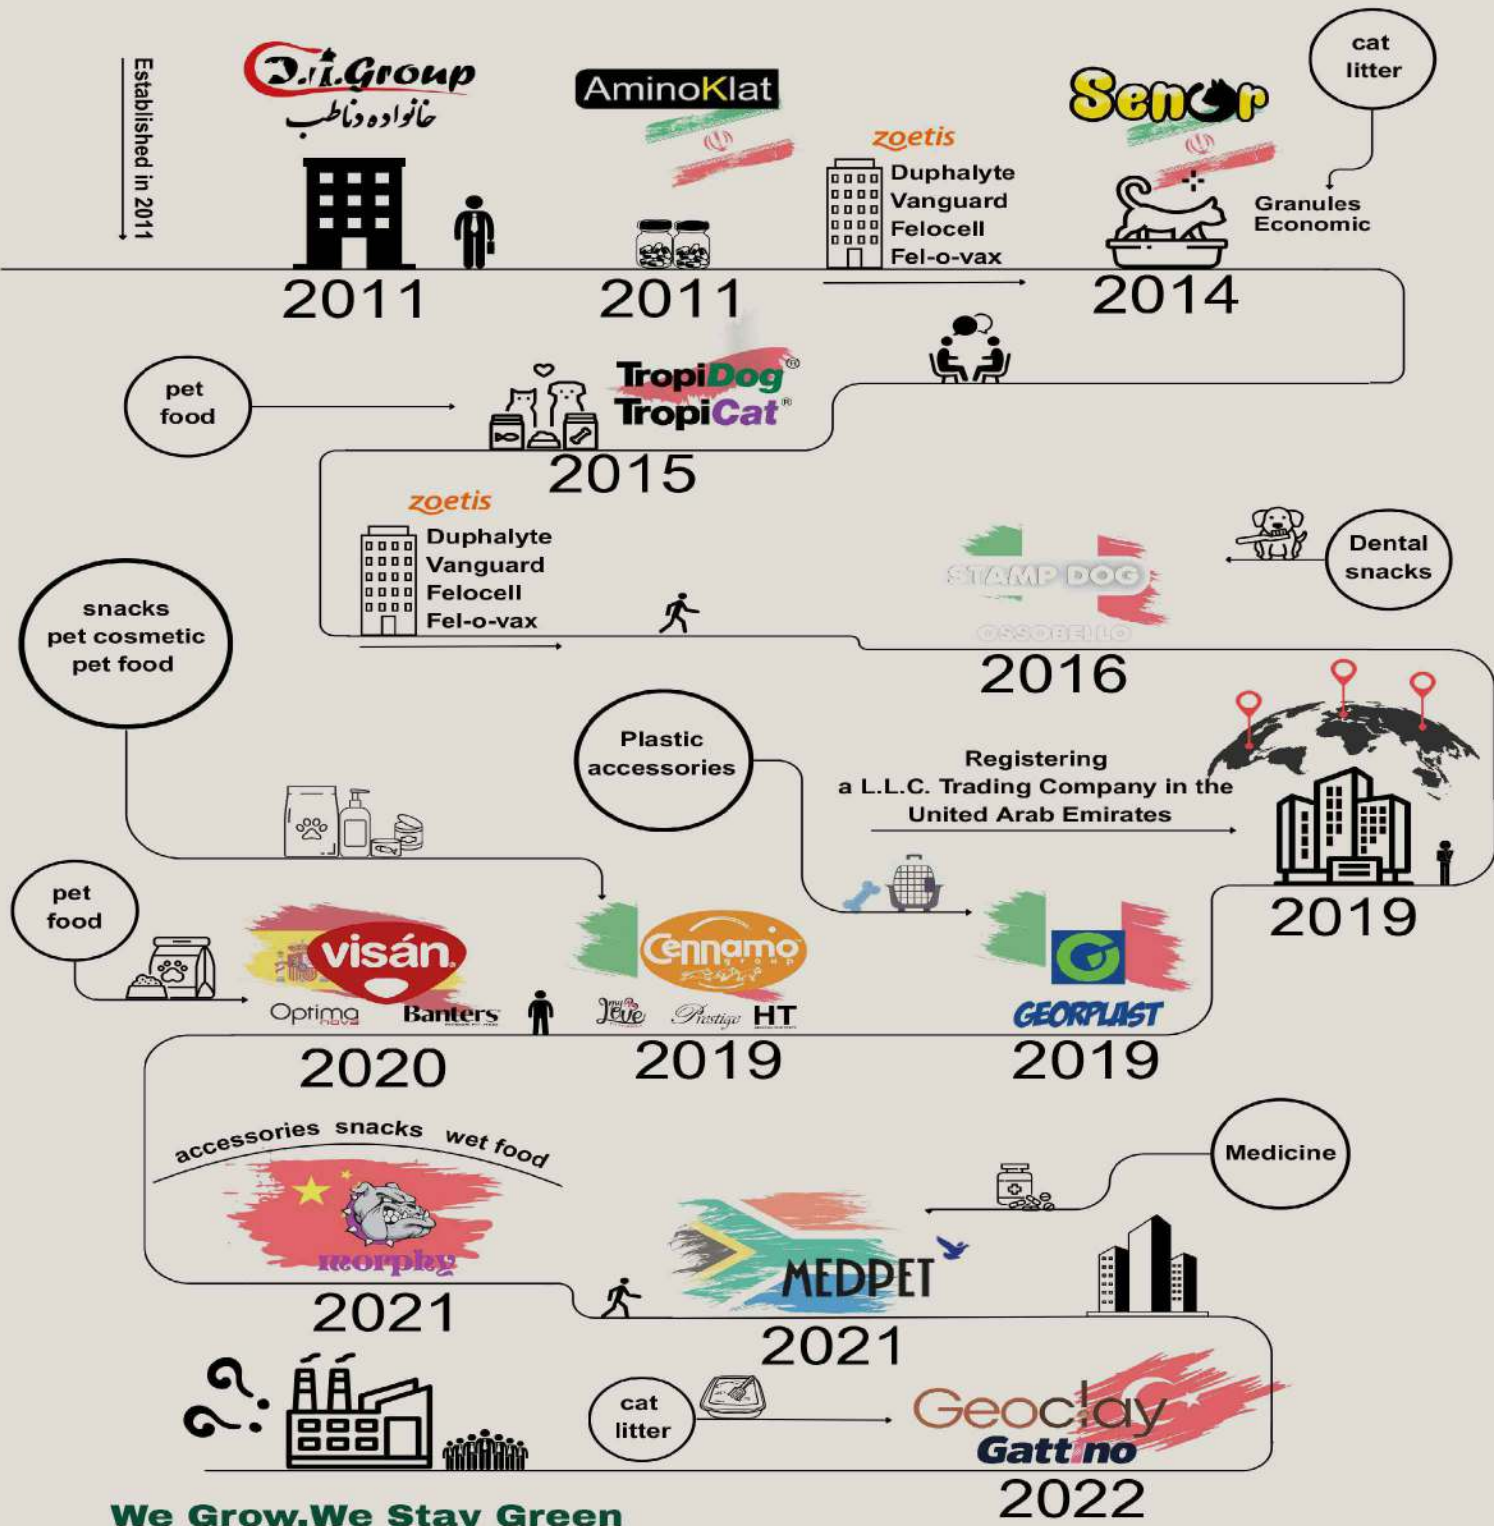 Established in 2011
D.i.Group
خانواده دناطب
2011
AminoKlat
2011
zoetis
Duphalyte
Vanguard
Felocell
Fel-o-vax
Senor
cat
litter
Granules
Economic
2014
pet
food
TropiDog®
TropiCat®
2015
zoetis
Duphalyte
Vanguard
Felocell
Fel-o-vax
STAMP DOG
OSSOBELLO
Dental
snacks
2016
snacks
pet cosmetic
pet food
Plastic
accessories
Registering
a L.L.C. Trading Company in the
United Arab Emirates
2019
pet
food
visán®
Optima
nova
Banters
2020
Cennamo
GROUP
my
Love
Prestige
HT
2019
GEORPLAST
2019
accessories snacks wet food
morphy
2021
Medicine
MEDPET
2021
cat
litter
Geoclay
Gattino
2022
We Grow.We Stay Green